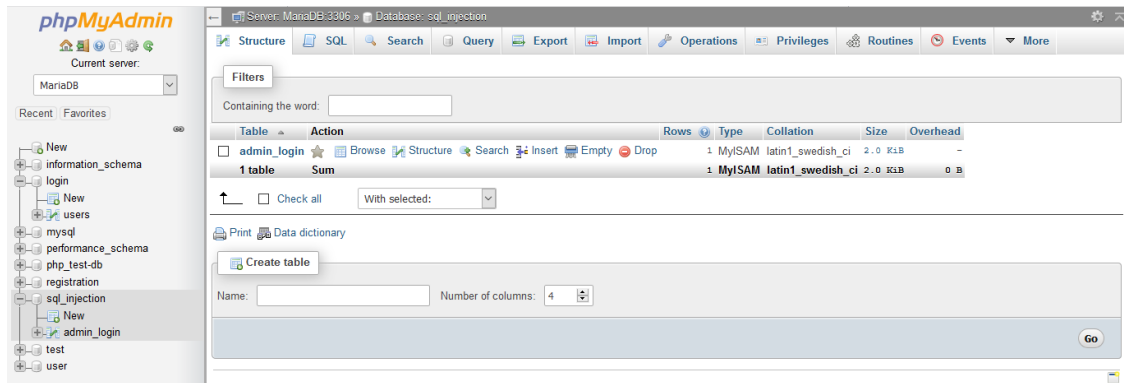 phpMyAdmin
Current server:
MariaDB
Recent Favorites
New
information_schema
login
New
users
mysql
performance_schema
php_test-db
registration
sql_injection
New
admin_login
test
user
Server: MariaDB:3306 » Database: sql_injection
Structure SQL Search Query Export Import Operations Privileges Routines Events More
Filters
Containing the word:
Table Action Rows Type Collation Size Overhead
admin_login Browse Structure Search Insert Empty Drop 1 MyISAM latin1_swedish_ci 2.0 KiB -
1 table Sum 1 MyISAM latin1_swedish_ci 2.0 KiB 0 B
Check all With selected:
Print Data dictionary
Create table
Name: Number of columns: 4
Go